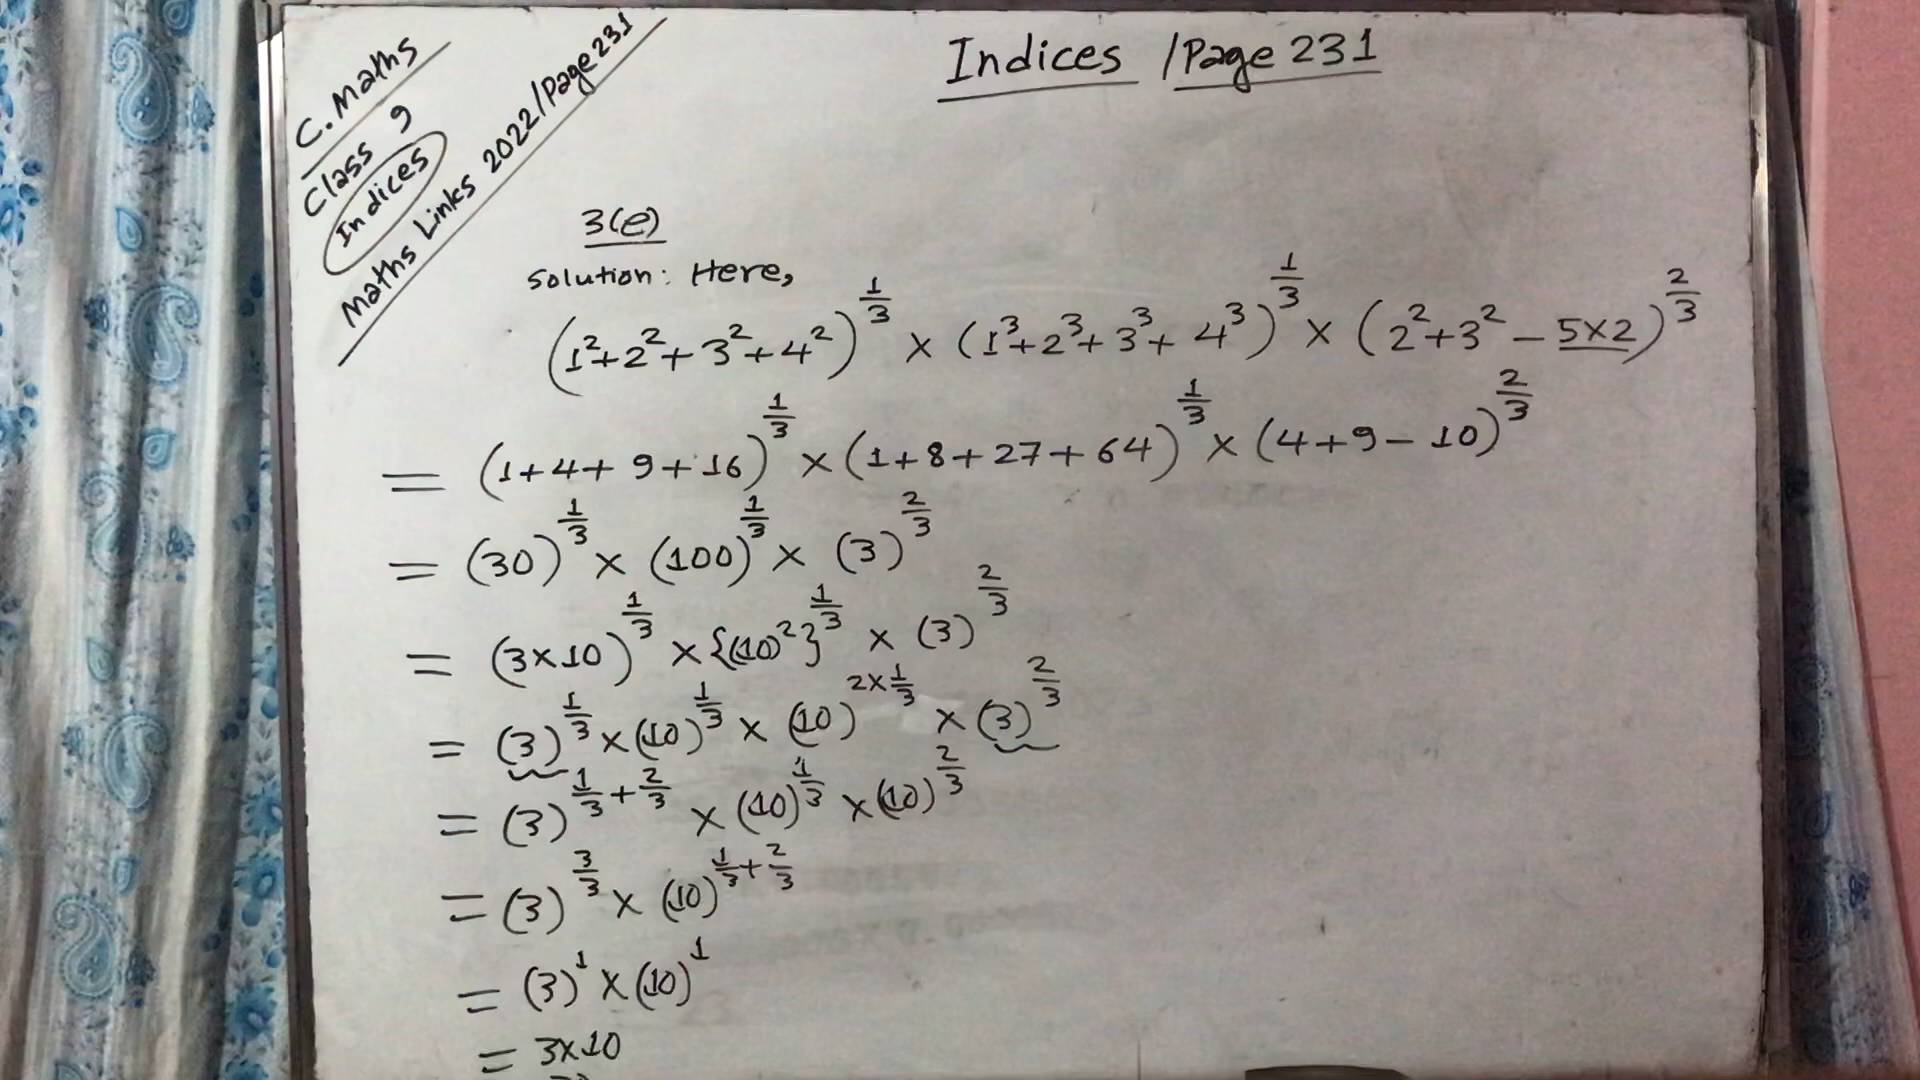 C. Maths
Class 9
Indices
Maths Links 2022/Page 231
Indices /Page 231
3(e)
Solution: Here,
(1²+2²+3²+4²)^(1/3) × (1³+2³+3³+4³)^(1/3) × (2²+3²-5×2)^(2/3)
= (1+4+9+16)^(1/3) × (1+8+27+64)^(1/3) × (4+9-10)^(2/3)
= (30)^(1/3) × (100)^(1/3) × (3)^(2/3)
= (3×10)^(1/3) × {(10²}^(1/3) × (3)^(2/3)
= (3)^(1/3) × (10)^(1/3) × (10)^(2×1/3) × (3)^(2/3)
= (3)^(1/3+2/3) × (10)^(1/3) × (10)^(2/3)
= (3)^(3/3) × (10)^(1/3+2/3)
= (3)^1 × (10)^1
= 3×10